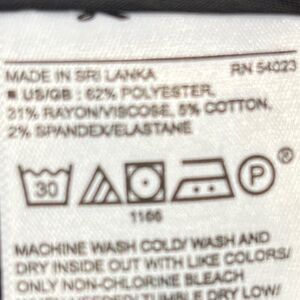 MADE IN SRI LANKA RN 54023
■ US/GB : 62% POLYESTER,
31% RAYON/VISCOSE, 5% COTTON,
2% SPANDEX/ELASTANE
30 P ®
1166
MACHINE WASH COLD/ WASH AND
DRY INSIDE OUT WITH LIKE COLORS/
ONLY NON-CHLORINE BLEACH
WHEN NEEDED/ TUMBLE DRY LOW/